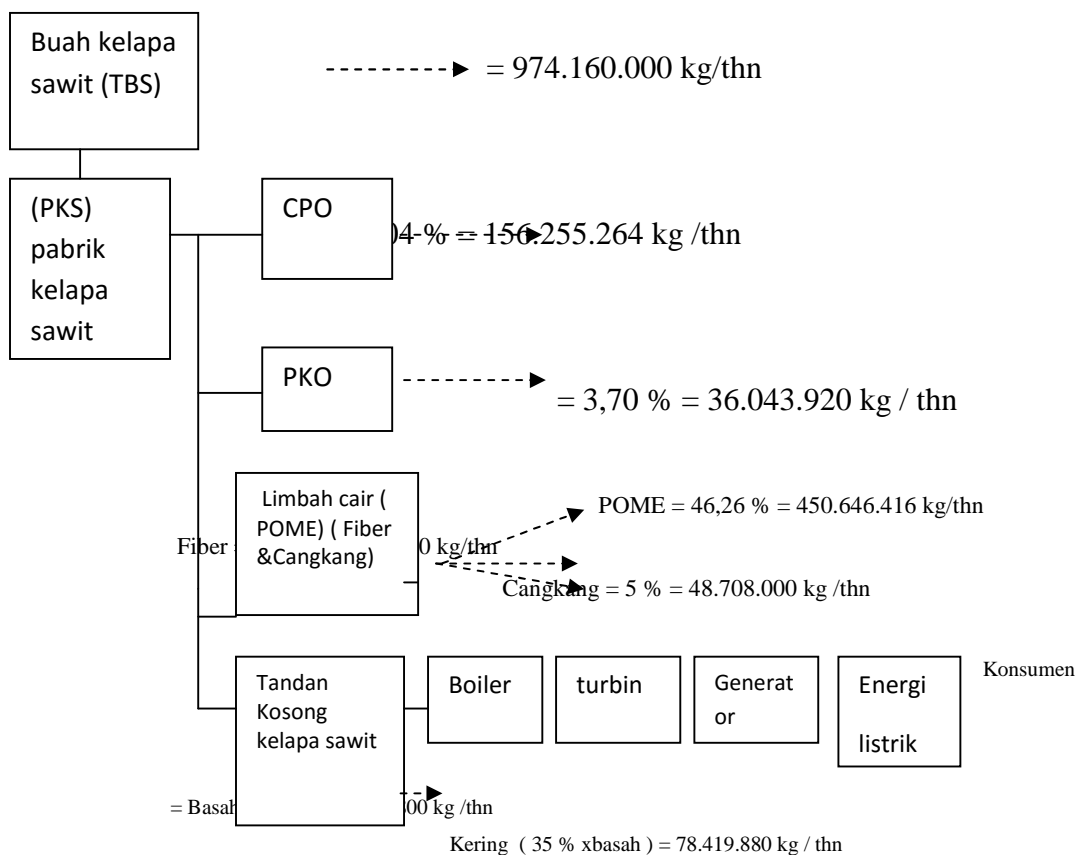 Buah kelapa
sawit (TBS)
= 974.160.000 kg/thn
(PKS)
pabrik
kelapa
sawit
CPO
04 % = 156.255.264 kg /thn
PKO
= 3,70 % = 36.043.920 kg / thn
Limbah cair (
POME) ( Fiber
&Cangkang)
POME = 46,26 % = 450.646.416 kg/thn
Fiber = 0 kg/thn
Cangkang = 5 % = 48.708.000 kg /thn
Tandan
Kosong
kelapa sawit
Boiler
turbin
Generat
or
Energi
listrik
Konsumen
= Basah 00 kg /thn
Kering ( 35 % xbasah ) = 78.419.880 kg / thn